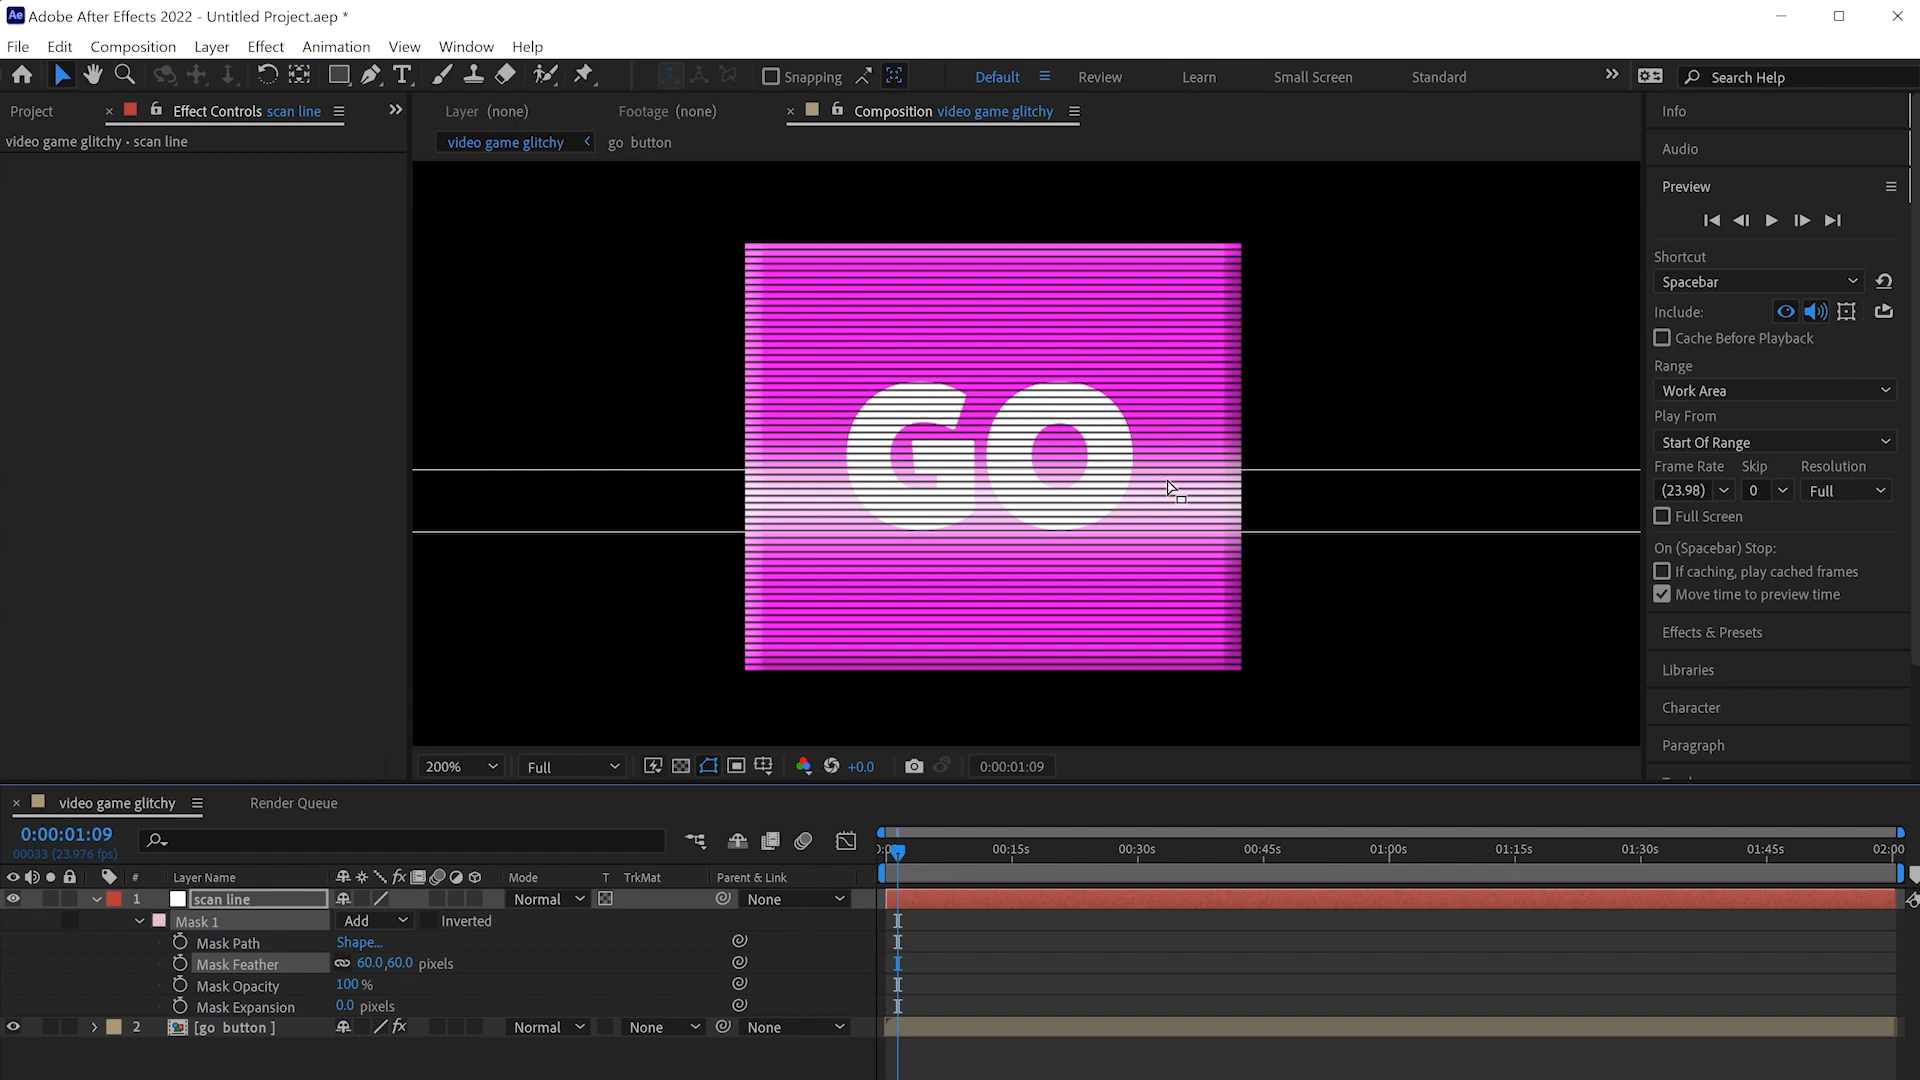 Ae Adobe After Effects 2022 - Untitled Project.aep *
File Edit Composition Layer Effect Animation View Window Help
Snapping Default Review Learn Small Screen Standard Search Help
Project × Effect Controls scan line Layer (none) Footage (none) × Composition video game glitchy
video game glitchy • scan line
video game glitchy go button
GO
200% Full +0.0 0:00:01:09
Info
Audio
Preview
Shortcut
Spacebar
Include:
Cache Before Playback
Range
Work Area
Play From
Start Of Range
Frame Rate Skip Resolution
(23.98) 0 Full
Full Screen
On (Spacebar) Stop:
If caching, play cached frames
Move time to preview time
Effects & Presets
Libraries
Character
Paragraph
× video game glitchy Render Queue
0:00:01:09
00033 (23.976 fps)
00:15s 00:30s 00:45s 01:00s 01:15s 01:30s 01:45s 02:00
# Layer Name fx Mode T TrkMat Parent & Link
1 scan line Normal None
Mask 1 Add Inverted
Mask Path Shape...
Mask Feather 60.0,60.0 pixels
Mask Opacity 100 %
Mask Expansion 0.0 pixels
2 [go button ] fx Normal None None